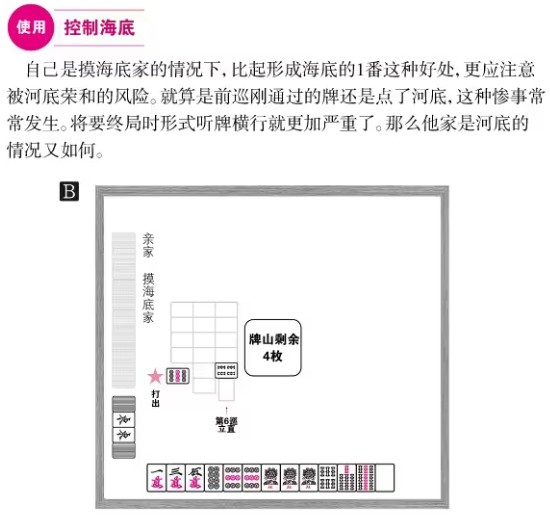 使用 控制海底
自己是摸海底家的情况下，比起形成海底的1番这种好处，更应注意
被河底荣和的风险。就算是前巡刚通过的牌还是点了河底，这种惨事常
常发生。将要终局时形式听牌横行就更加严重了。那么他家是河底的
情况又如何。
B
亲家 摸海底家
牌山剩余
4枚
打出
第6巡
立直
一萬 三萬 五萬